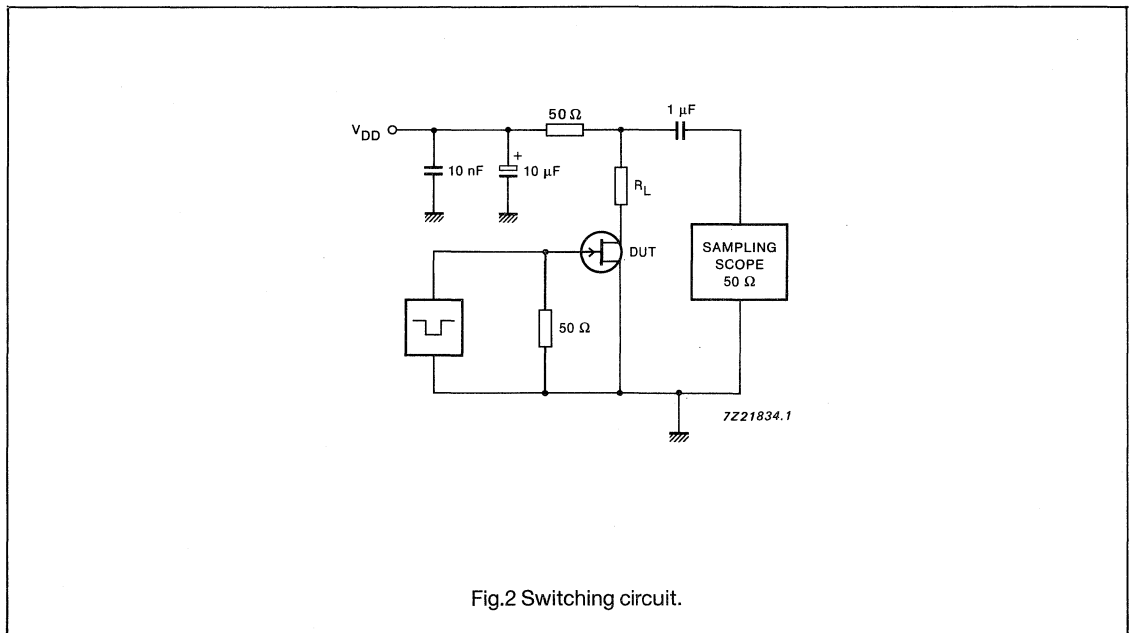 50 Ω
1 μF
V_DD
+
10 nF
10 μF
R_L
DUT
SAMPLING
SCOPE
50 Ω
50 Ω
7Z21834.1
Fig.2 Switching circuit.